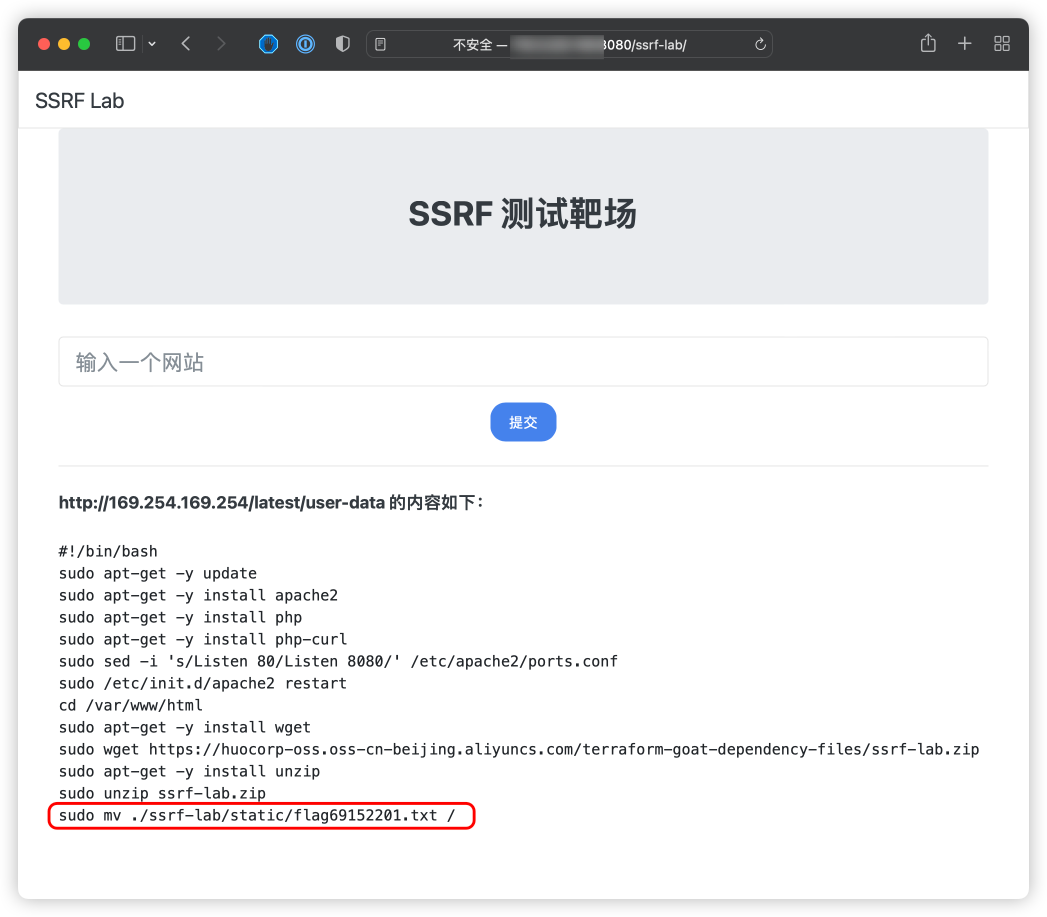 不安全 — 8080/ssrf-lab/
SSRF Lab
SSRF 测试靶场
输入一个网站
提交
http://169.254.169.254/latest/user-data 的内容如下：
#!/bin/bash
sudo apt-get -y update
sudo apt-get -y install apache2
sudo apt-get -y install php
sudo apt-get -y install php-curl
sudo sed -i 's/Listen 80/Listen 8080/' /etc/apache2/ports.conf
sudo /etc/init.d/apache2 restart
cd /var/www/html
sudo apt-get -y install wget
sudo wget https://huocorp-oss.oss-cn-beijing.aliyuncs.com/terraform-goat-dependency-files/ssrf-lab.zip
sudo apt-get -y install unzip
sudo unzip ssrf-lab.zip
sudo mv ./ssrf-lab/static/flag69152201.txt /